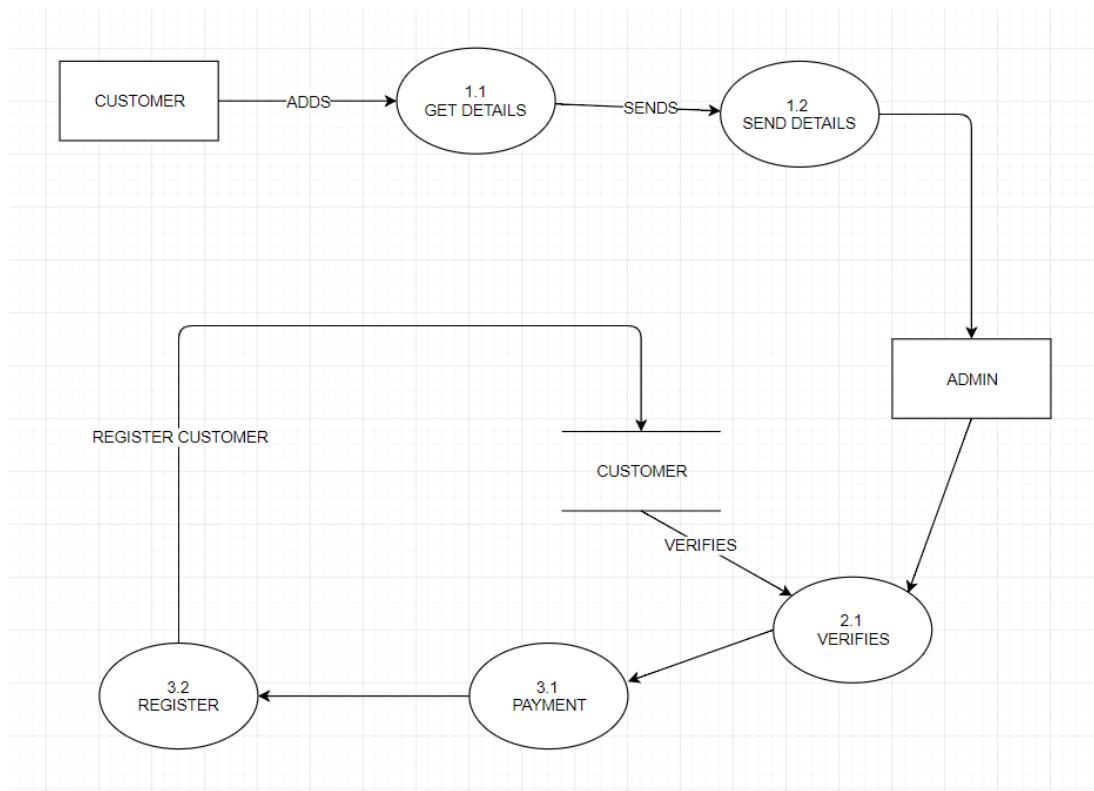 CUSTOMER
ADDS
1.1
GET DETAILS
SENDS
1.2
SEND DETAILS
ADMIN
REGISTER CUSTOMER
CUSTOMER
VERIFIES
2.1
VERIFIES
3.1
PAYMENT
3.2
REGISTER